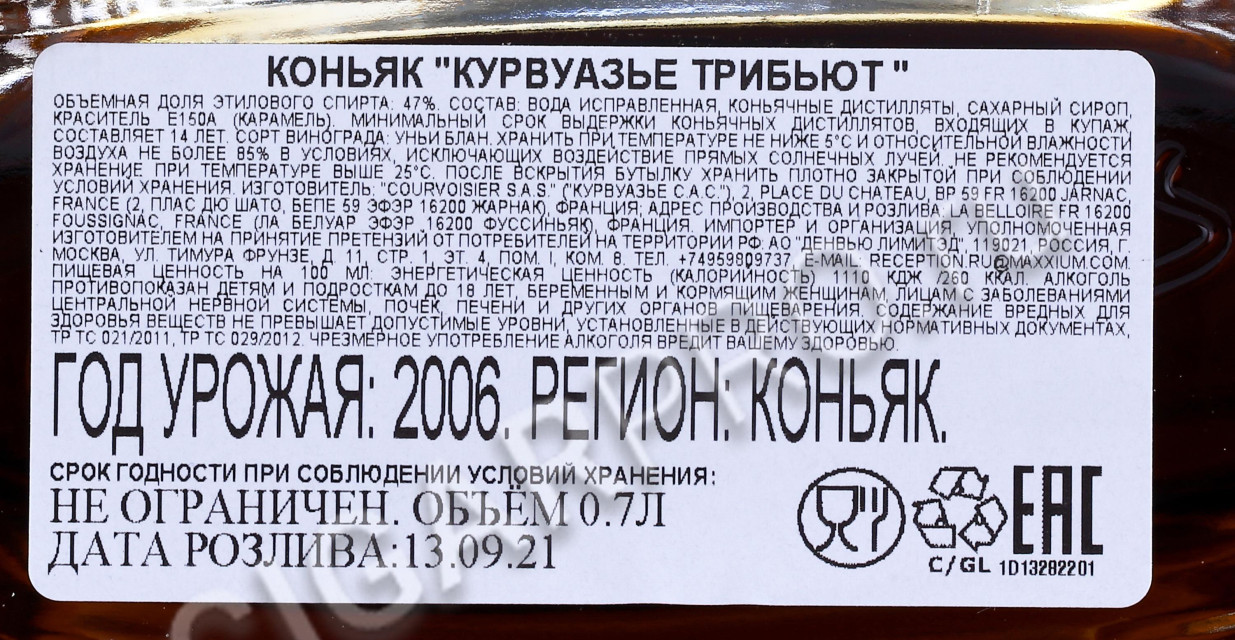 КОНЬЯК "КУРВУАЗЬЕ ТРИБЬЮТ "
ОБЪЕМНАЯ ДОЛЯ ЭТИЛОВОГО СПИРТА: 47%. СОСТАВ: ВОДА ИСПРАВЛЕННАЯ, КОНЬЯЧНЫЕ ДИСТИЛЛЯТЫ, САХАРНЫЙ СИРОП,
КРАСИТЕЛЬ Е150А (КАРАМЕЛЬ). МИНИМАЛЬНЫЙ СРОК ВЫДЕРЖКИ КОНЬЯЧНЫХ ДИСТИЛЛЯТОВ, ВХОДЯЩИХ В КУПАЖ,
СОСТАВЛЯЕТ 14 ЛЕТ. СОРТ ВИНОГРАДА: УНЬИ БЛАН. ХРАНИТЬ ПРИ ТЕМПЕРАТУРЕ НЕ НИЖЕ 5°С И ОТНОСИТЕЛЬНОЙ ВЛАЖНОСТИ
ВОЗДУХА НЕ БОЛЕЕ 85% В УСЛОВИЯХ, ИСКЛЮЧАЮЩИХ ВОЗДЕЙСТВИЕ ПРЯМЫХ СОЛНЕЧНЫХ ЛУЧЕЙ. НЕ РЕКОМЕНДУЕТСЯ
ХРАНЕНИЕ ПРИ ТЕМПЕРАТУРЕ ВЫШЕ 25°С. ПОСЛЕ ВСКРЫТИЯ БУТЫЛКУ ХРАНИТЬ ПЛОТНО ЗАКРЫТОЙ ПРИ СОБЛЮДЕНИИ
УСЛОВИЙ ХРАНЕНИЯ. ИЗГОТОВИТЕЛЬ: "COURVOISIER S.A.S." ("КУРВУАЗЬЕ С.А.С."), 2, PLACE DU CHATEAU, BP 59 FR 16200 JARNAC,
FRANCE (2, ПЛАС ДЮ ШАТО, БЕПЕ 59 ЭФЭР 16200 ЖАРНАК), ФРАНЦИЯ; АДРЕС ПРОИЗВОДСТВА И РОЗЛИВА: LA BELLOIRE FR 16200
FOUSSIGNAC, FRANCE (ЛА БЕЛУАР ЭФЭР 16200 ФУССИНЬЯК), ФРАНЦИЯ. ИМПОРТЕР И ОРГАНИЗАЦИЯ, УПОЛНОМОЧЕННАЯ
ИЗГОТОВИТЕЛЕМ НА ПРИНЯТИЕ ПРЕТЕНЗИЙ ОТ ПОТРЕБИТЕЛЕЙ НА ТЕРРИТОРИИ РФ: АО "ДЕНВЬЮ ЛИМИТЭД", 119021, РОССИЯ, Г.
МОСКВА, УЛ. ТИМУРА ФРУНЗЕ, Д. 11, СТР. 1, ЭТ. 4, ПОМ. I, КОМ. 8. ТЕЛ. +74959809737, E-MAIL: RECEPTION.RU@MAXXIUM.COM.
ПИЩЕВАЯ ЦЕННОСТЬ НА 100 МЛ: ЭНЕРГЕТИЧЕСКАЯ ЦЕННОСТЬ (КАЛОРИЙНОСТЬ) 1110 КДЖ /260 ККАЛ. АЛКОГОЛЬ
ПРОТИВОПОКАЗАН ДЕТЯМ И ПОДРОСТКАМ ДО 18 ЛЕТ, БЕРЕМЕННЫМ И КОРМЯЩИМ ЖЕНЩИНАМ, ЛИЦАМ С ЗАБОЛЕВАНИЯМИ
ЦЕНТРАЛЬНОЙ НЕРВНОЙ СИСТЕМЫ, ПОЧЕК, ПЕЧЕНИ И ДРУГИХ ОРГАНОВ ПИЩЕВАРЕНИЯ. СОДЕРЖАНИЕ ВРЕДНЫХ ДЛЯ
ЗДОРОВЬЯ ВЕЩЕСТВ НЕ ПРЕВЫШАЕТ ДОПУСТИМЫЕ УРОВНИ, УСТАНОВЛЕННЫЕ В ДЕЙСТВУЮЩИХ НОРМАТИВНЫХ ДОКУМЕНТАХ,
ТР ТС 021/2011, ТР ТС 029/2012. ЧРЕЗМЕРНОЕ УПОТРЕБЛЕНИЕ АЛКОГОЛЯ ВРЕДИТ ВАШЕМУ ЗДОРОВЬЮ.
ГОД УРОЖАЯ: 2006. РЕГИОН: КОНЬЯК.
СРОК ГОДНОСТИ ПРИ СОБЛЮДЕНИИ УСЛОВИЙ ХРАНЕНИЯ:
НЕ ОГРАНИЧЕН. ОБЪЁМ 0.7Л
ДАТА РОЗЛИВА:13.09.21
EAC
C/GL 1D13282201
CIGARPRO.RU